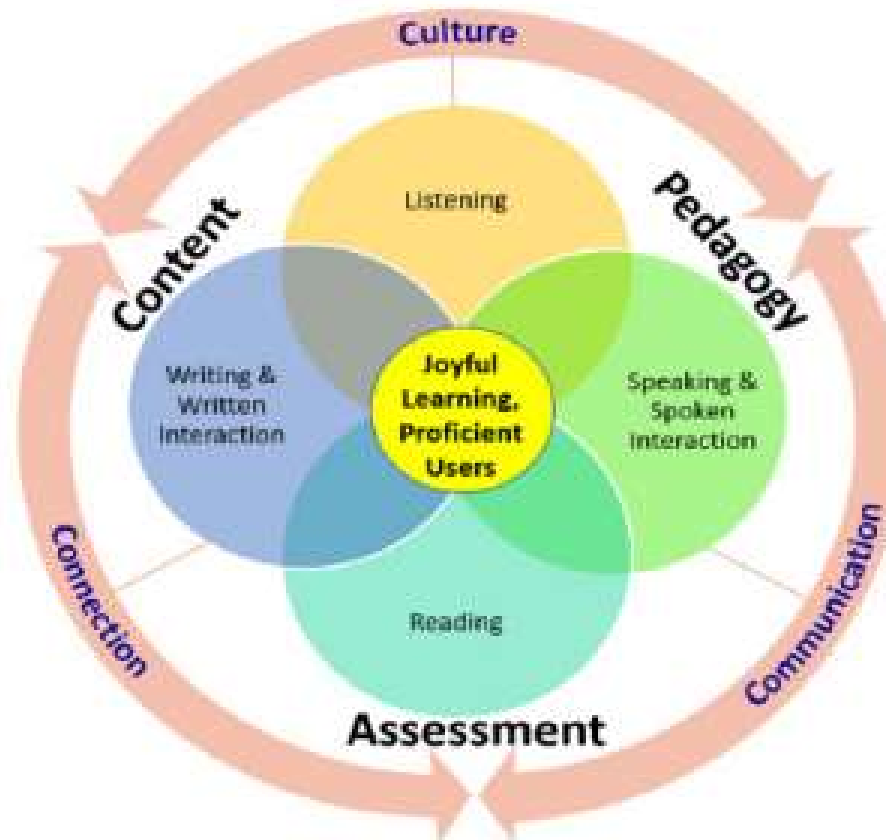 Culture
Content
Pedagogy
Listening
Writing &
Written
Interaction
Joyful
Learning,
Proficient
Users
Speaking &
Spoken
Interaction
Reading
Connection
Communication
Assessment